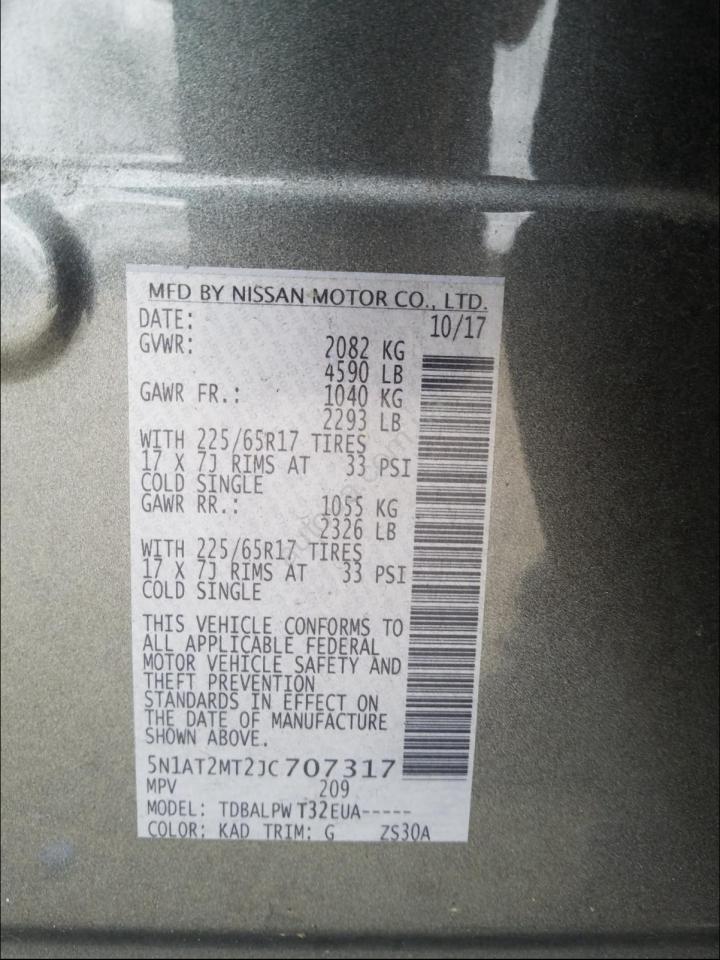 MFD BY NISSAN MOTOR CO., LTD.
DATE: 10/17
GVWR: 2082 KG
4590 LB
GAWR FR.: 1040 KG
2293 LB
WITH 225/65R17 TIRES
17 X 7J RIMS AT 33 PSI
COLD SINGLE
GAWR RR.: 1055 KG
2326 LB
WITH 225/65R17 TIRES
17 X 7J RIMS AT 33 PSI
COLD SINGLE
THIS VEHICLE CONFORMS TO
ALL APPLICABLE FEDERAL
MOTOR VEHICLE SAFETY AND
THEFT PREVENTION
STANDARDS IN EFFECT ON
THE DATE OF MANUFACTURE
SHOWN ABOVE.
5N1AT2MT2JC707317
MPV 209
MODEL: TDBALPW T32EUA-----
COLOR: KAD TRIM: G ZS30A